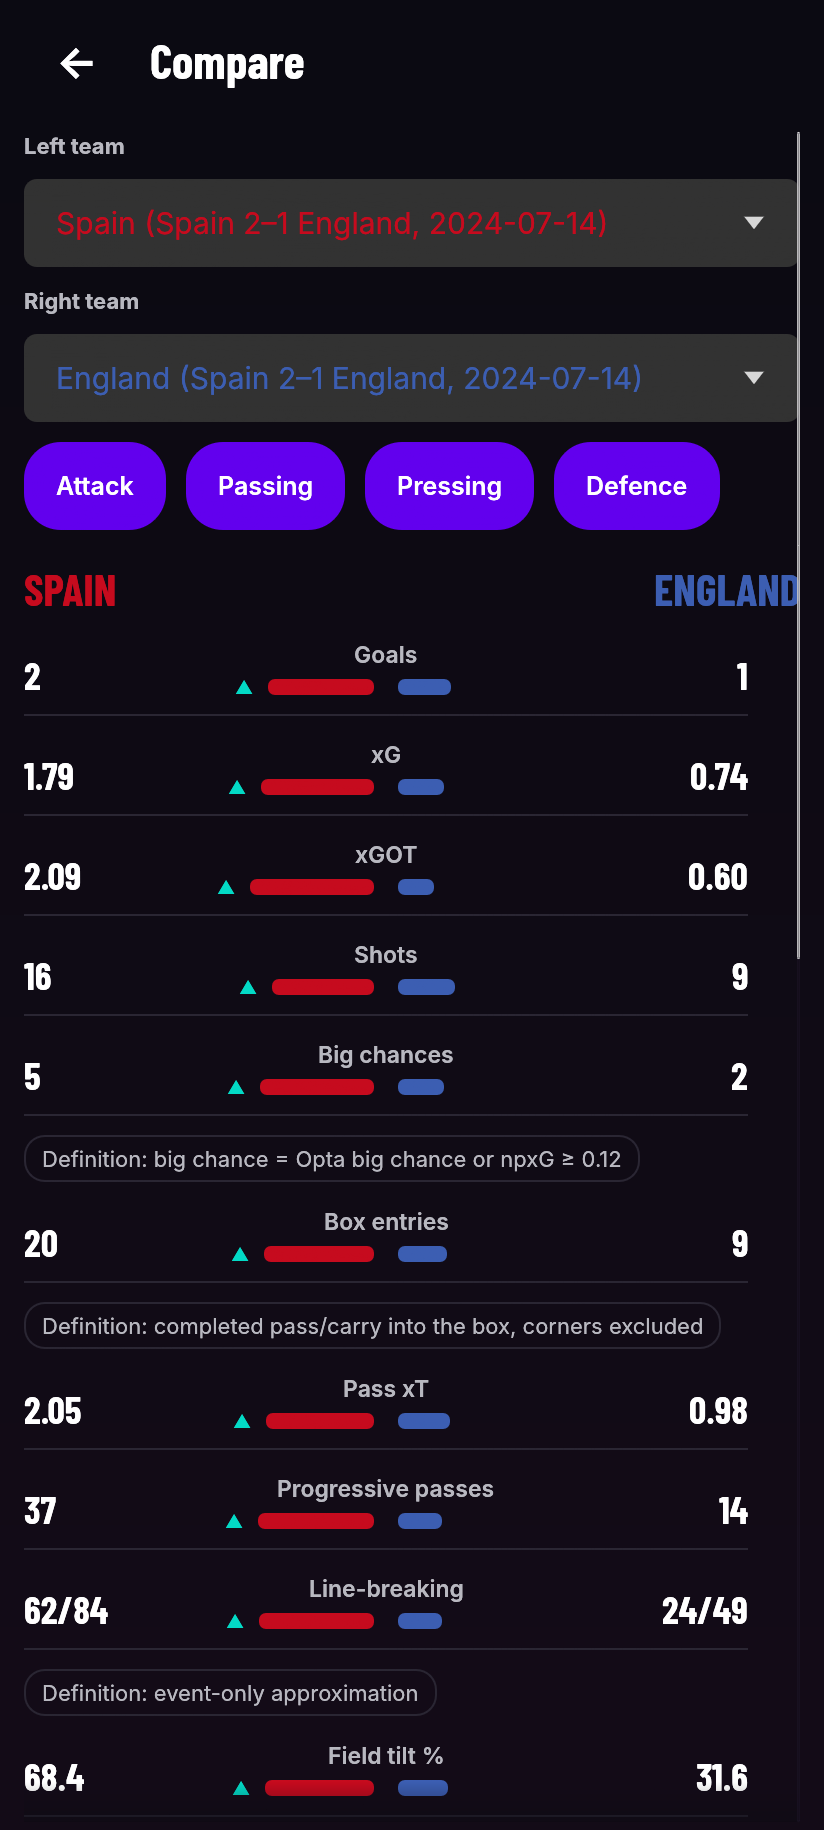 Compare
Left team
Spain (Spain 2–1 England, 2024-07-14)
Right team
England (Spain 2–1 England, 2024-07-14)
Attack Passing Pressing Defence
SPAIN ENGLAND
Goals
2 1
xG
1.79 0.74
xGOT
2.09 0.60
Shots
16 9
Big chances
5 2
Definition: big chance = Opta big chance or npxG ≥ 0.12
Box entries
20 9
Definition: completed pass/carry into the box, corners excluded
Pass xT
2.05 0.98
Progressive passes
37 14
Line-breaking
62/84 24/49
Definition: event-only approximation
Field tilt %
68.4 31.6